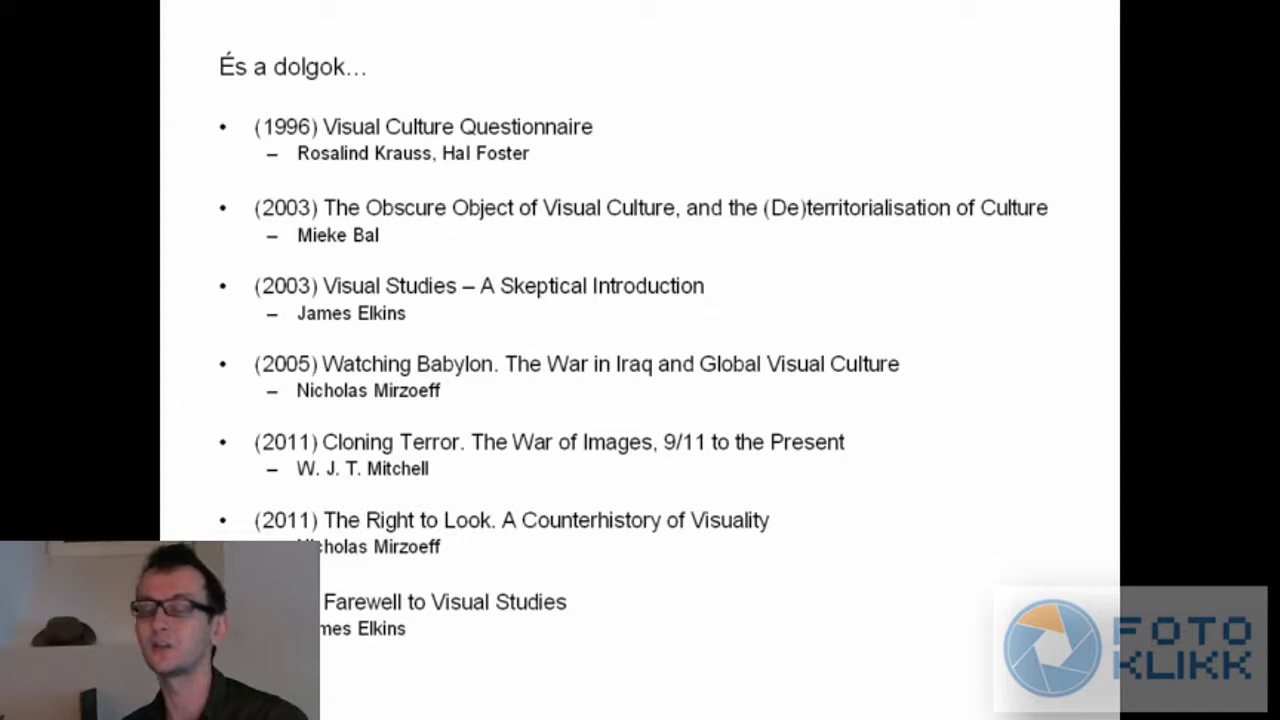 És a dolgok...
• (1996) Visual Culture Questionnaire
– Rosalind Krauss, Hal Foster
• (2003) The Obscure Object of Visual Culture, and the (De)territorialisation of Culture
– Mieke Bal
• (2003) Visual Studies – A Skeptical Introduction
– James Elkins
• (2005) Watching Babylon. The War in Iraq and Global Visual Culture
– Nicholas Mirzoeff
• (2011) Cloning Terror. The War of Images, 9/11 to the Present
– W. J. T. Mitchell
• (2011) The Right to Look. A Counterhistory of Visuality
Nicholas Mirzoeff
Farewell to Visual Studies
mes Elkins
FOTO
KLIKK